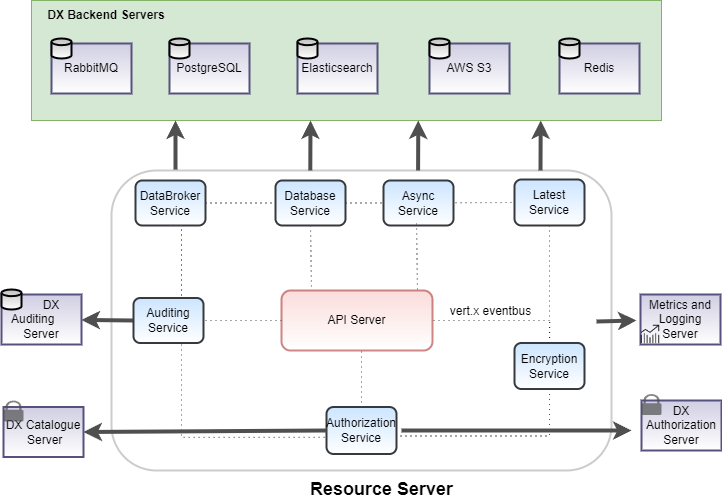 DX Backend Servers
RabbitMQ
PostgreSQL
Elasticsearch
AWS S3
Redis
DataBroker
Service
Database
Service
Async
Service
Latest
Service
DX
Auditing
Server
Auditing
Service
API Server
vert.x eventbus
Metrics and
Logging
Server
Encryption
Service
DX Catalogue
Server
Authorization
Service
DX
Authorization
Server
Resource Server